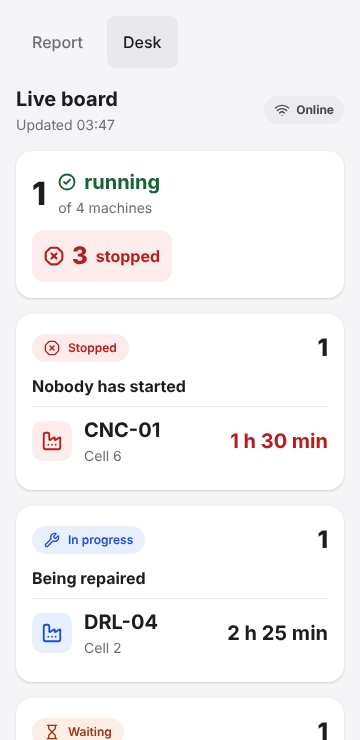 Report
Desk
Live board
Updated 03:47
Online
1
running
of 4 machines
3 stopped
Stopped
1
Nobody has started
CNC-01
Cell 6
1 h 30 min
In progress
1
Being repaired
DRL-04
Cell 2
2 h 25 min
Waiting
1